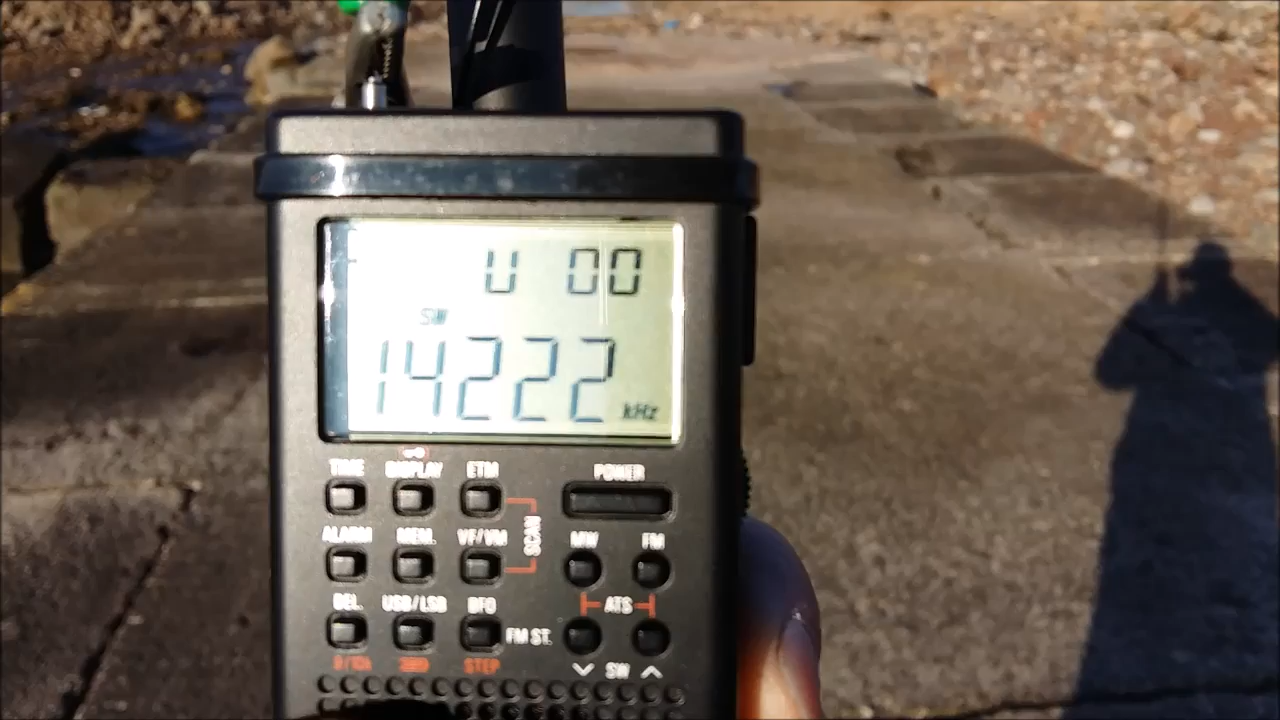 U 00
SW
14222 kHz
TIME DISPLAY ETM POWER
ALARM MEM. VF/VM SCAN MW FM
DEL. USB/LSB BFO FM ST. ATS
STEP SW